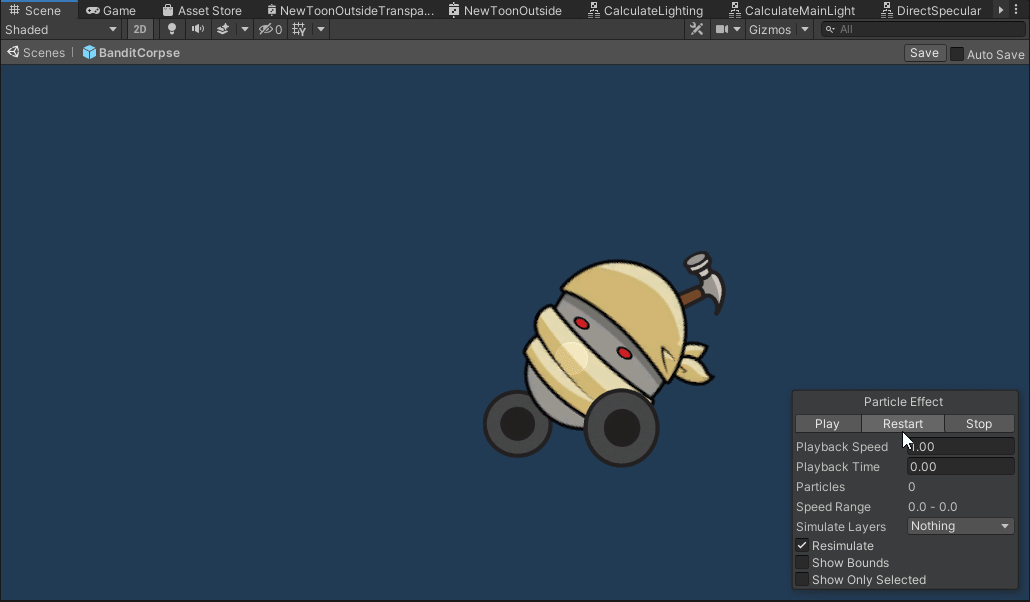 Scene Game Asset Store NewToonOutsideTranspa... NewToonOutside CalculateLighting CalculateMainLight DirectSpecular
Shaded 2D 0 Gizmos All
Scenes BanditCorpse Save Auto Save
Particle Effect
Play Restart Stop
Playback Speed 1.00
Playback Time 0.00
Particles 0
Speed Range 0.0 - 0.0
Simulate Layers Nothing
Resimulate
Show Bounds
Show Only Selected